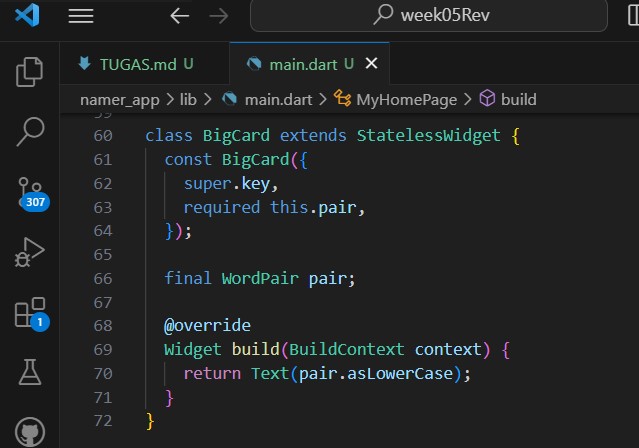 week05Rev
TUGAS.md U
main.dart U
namer_app > lib > main.dart > MyHomePage > build
60 class BigCard extends StatelessWidget {
61 const BigCard({
62 super.key,
63 required this.pair,
64 });
65
66 final WordPair pair;
67
68 @override
69 Widget build(BuildContext context) {
70 return Text(pair.asLowerCase);
71 }
72 }
307
1